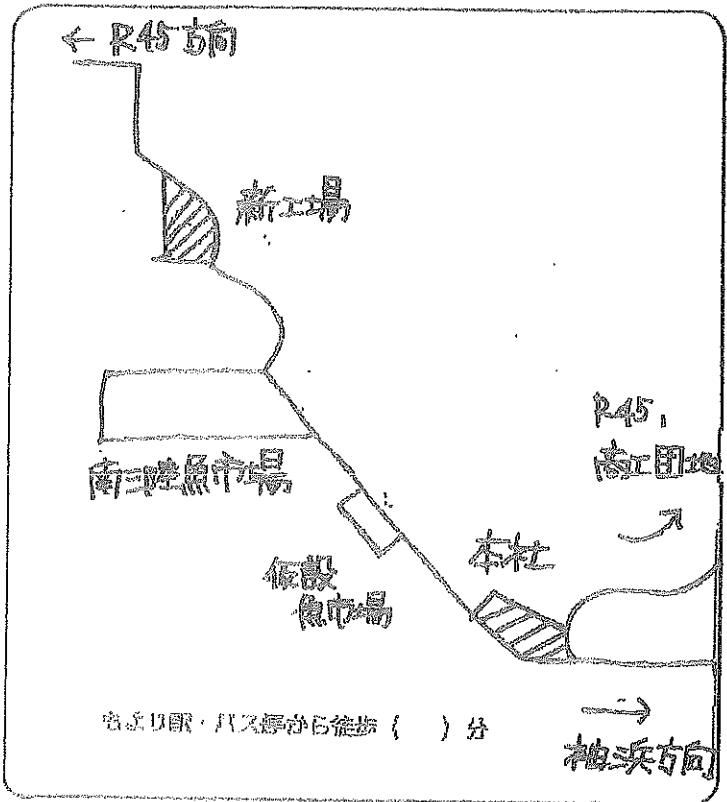 ← R45方向
新工場
南三陸魚市場
仮設
魚市場
本社
R45,
商工団地
もより駅・バス停から徒歩 (　) 分
→
袖浜方向